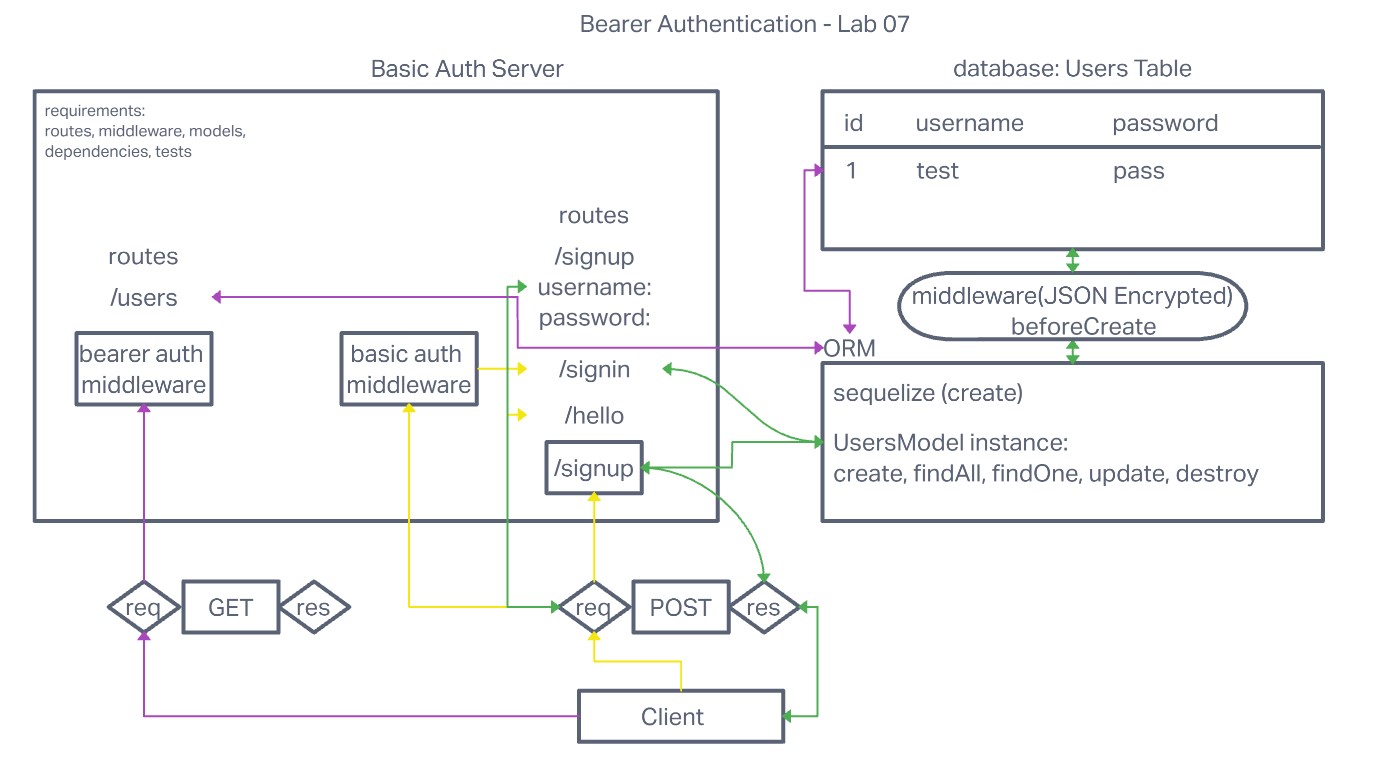 Bearer Authentication - Lab 07
Basic Auth Server
database: Users Table
requirements:
routes, middleware, models,
dependencies, tests
id username password
1 test pass
routes
/signup
username:
password:
routes
/users
bearer auth
middleware
basic auth
middleware
/signin
/hello
/signup
middleware(JSON Encrypted)
beforeCreate
ORM
sequelize (create)
UsersModel instance:
create, findAll, findOne, update, destroy
req GET res
req POST res
Client